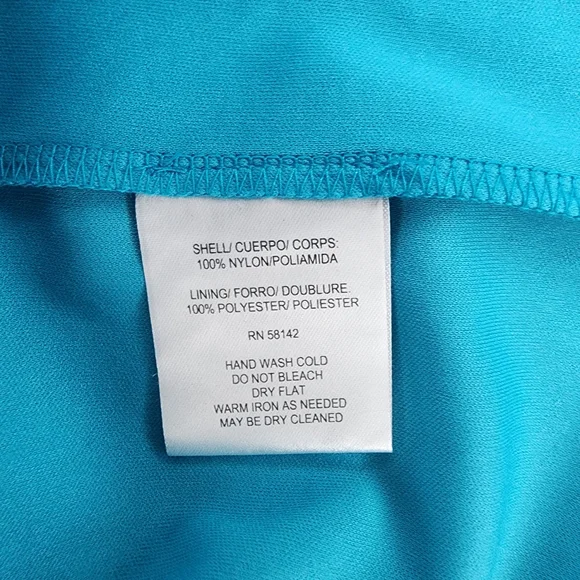 SHELL/ CUERPO/ CORPS:
100% NYLON/POLIAMIDA
LINING/ FORRO/ DOUBLURE.
100% POLYESTER/ POLIESTER
RN 58142
HAND WASH COLD
DO NOT BLEACH
DRY FLAT
WARM IRON AS NEEDED
MAY BE DRY CLEANED